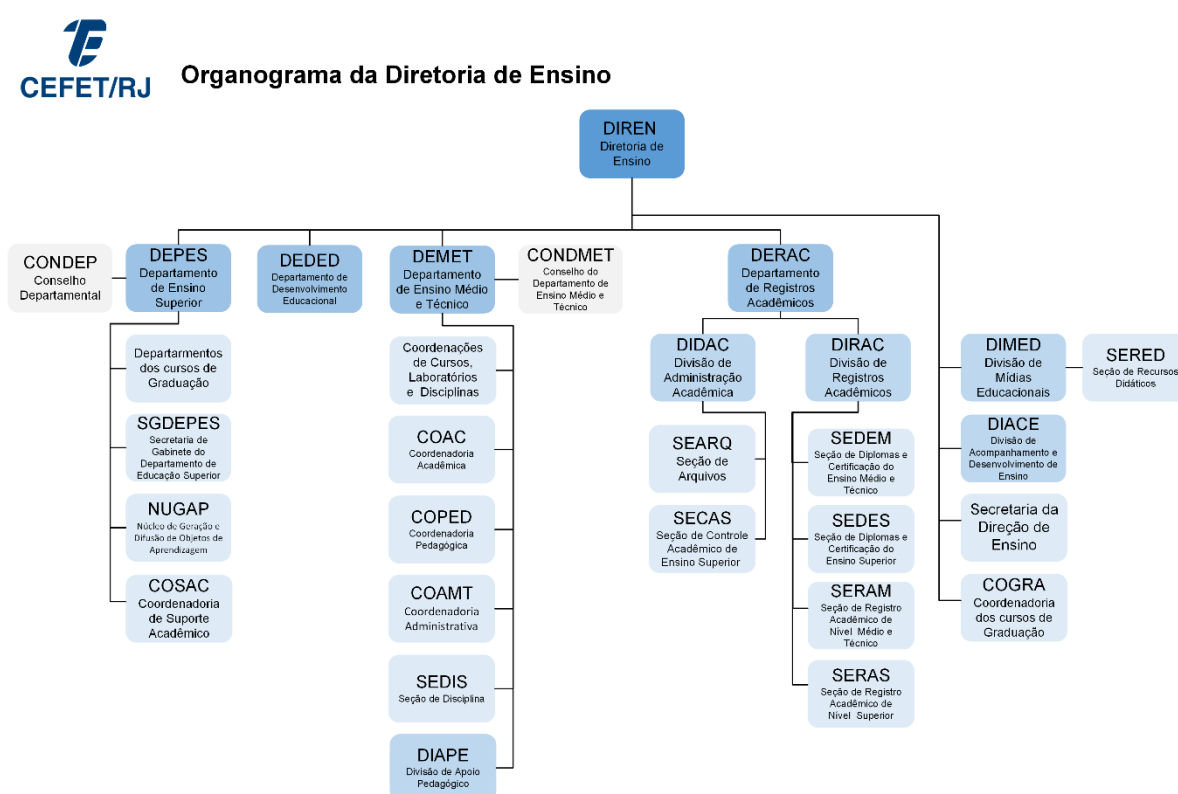 CEFET/RJ
Organograma da Diretoria de Ensino
DIREN
Diretoria de
Ensino
CONDEP
Conselho
Departamental
DEPES
Departamento
de Ensino
Superior
DEDED
Departamento de
Desenvolvimento
Educacional
DEMET
Departamento
de Ensino Médio
e Técnico
CONDMET
Conselho do
Departamento de
Ensino Médio e
Técnico
DERAC
Departamento
de Registros
Acadêmicos
Departarmentos
dos cursos de
Graduação
SGDEPES
Secretaria de
Gabinete do
Departamento de
Educação Superior
NUGAP
Núcleo de Geração e
Difusão de Objetos de
Aprendizagem
COSAC
Coordenadoria
de Suporte
Acadêmico
Coordenações
de Cursos,
Laboratórios
e Disciplinas
COAC
Coordenadoria
Acadêmica
COPED
Coordenadoria
Pedagógica
COAMT
Coordenadoria
Administrativa
SEDIS
Seção de Disciplina
DIAPE
Divisão de Apoio
Pedagógico
DIDAC
Divisão de
Administração
Acadêmica
SEARQ
Seção de
Arquivos
SECAS
Seção de Controle
Acadêmico de
Ensino Superior
DIRAC
Divisão de
Registros
Acadêmicos
SEDEM
Seção de Diplomas e
Certificação do
Ensino Médio e
Técnico
SEDES
Seção de Diplomas e
Certificação do
Ensino Superior
SERAM
Seção de Registro
Acadêmico de
Nível Médio e
Técnico
SERAS
Seção de Registro
Acadêmico de
Nível Superior
DIMED
Divisão de
Mídias
Educacionais
SERED
Seção de Recursos
Didáticos
DIACE
Divisão de
Acompanhamento e
Desenvolvimento de
Ensino
Secretaria da
Direção de
Ensino
COGRA
Coordenadoria
dos cursos de
Graduação